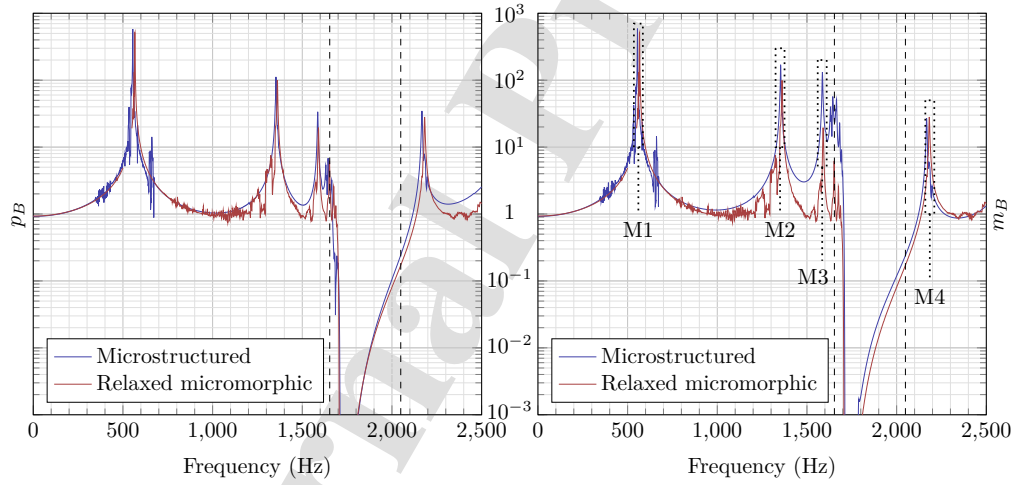 10³
10²
10¹
1
10⁻¹
10⁻²
10⁻³
p_B
m_B
M1
M2
M3
M4
Microstructured
Relaxed micromorphic
Microstructured
Relaxed micromorphic
0 500 1,000 1,500 2,000 2,500
0 500 1,000 1,500 2,000 2,500
Frequency (Hz)
Frequency (Hz)